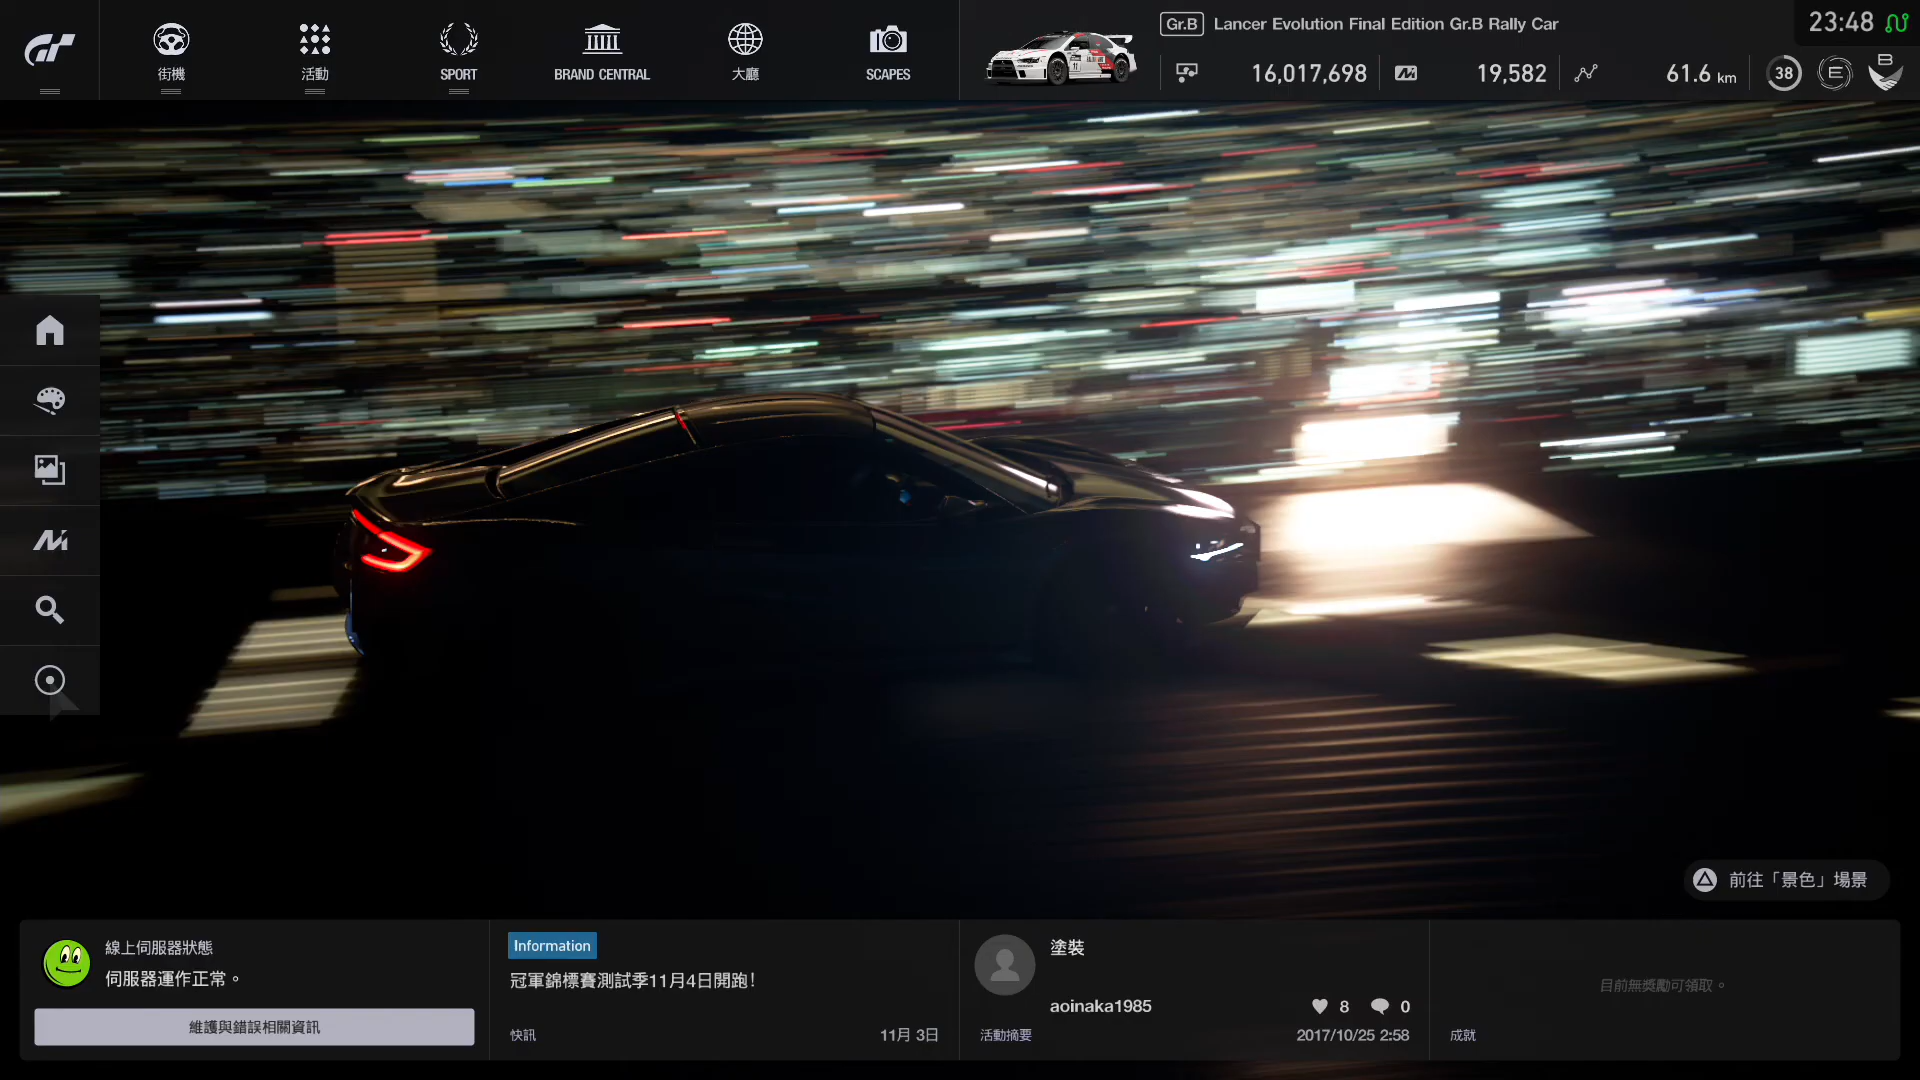 街機
活動
SPORT
BRAND CENTRAL
大廳
SCAPES
Gr.B Lancer Evolution Final Edition Gr.B Rally Car
23:48
16,017,698
19,582
61.6 km
38
E
B
前往「景色」場景
線上伺服器狀態
伺服器運作正常。
維護與錯誤相關資訊
Information
冠軍錦標賽測試季11月4日開跑！
快訊
11月 3日
塗裝
aoinaka1985
8
0
活動摘要
2017/10/25 2:58
目前無獎勵可領取。
成就